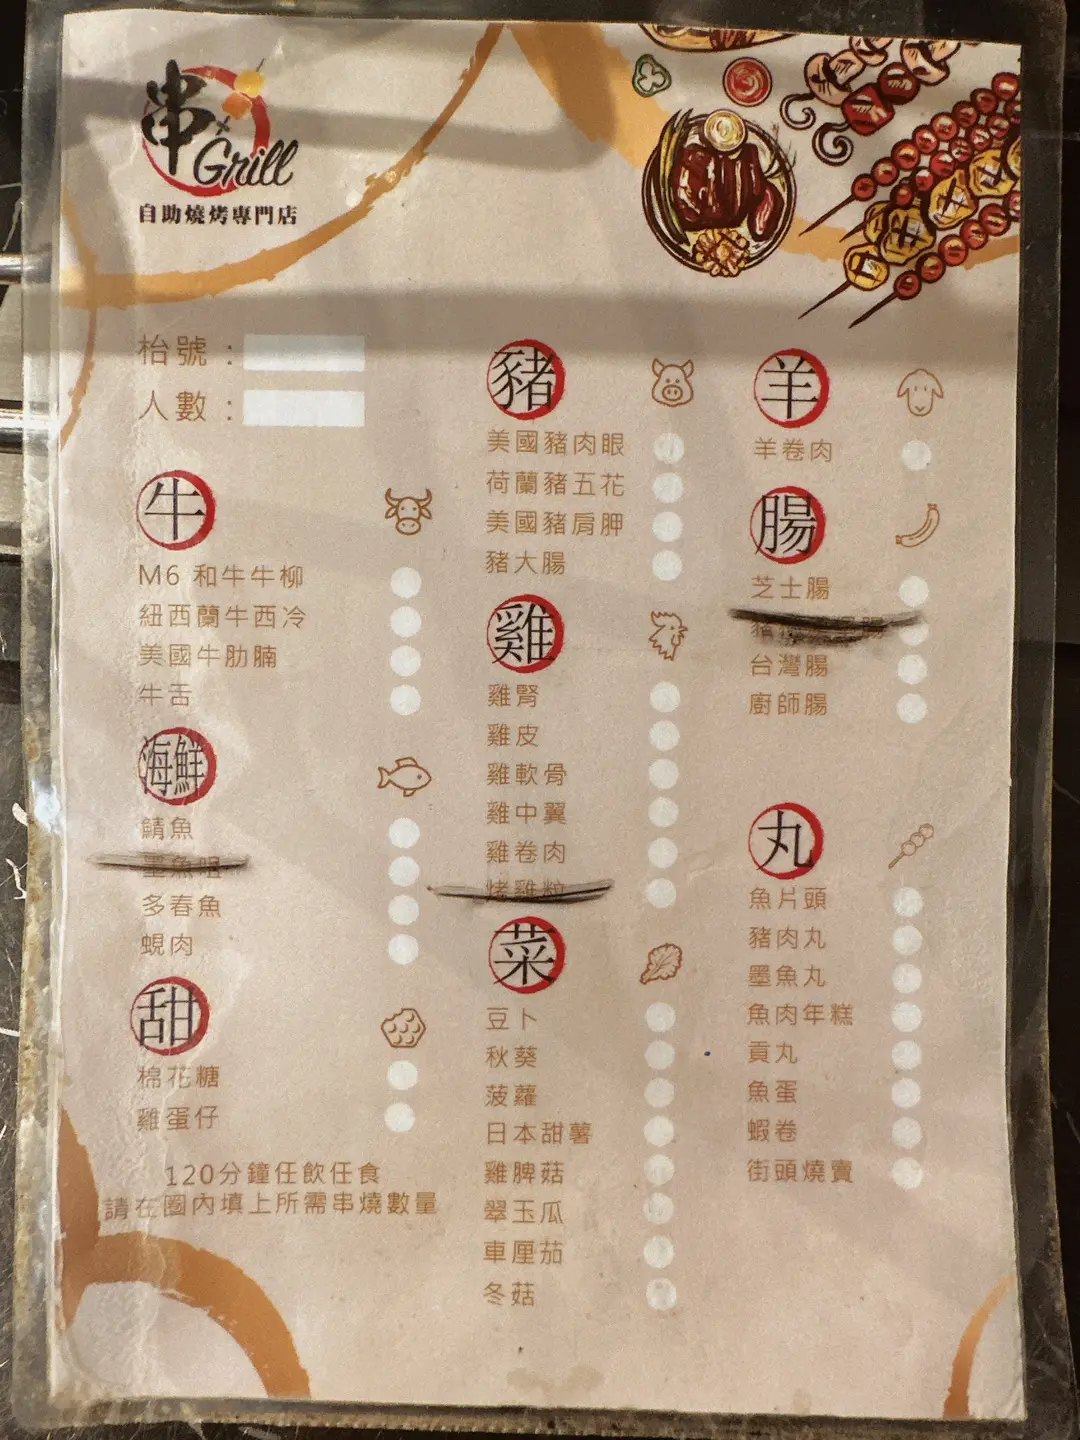 串 Grill
自助燒烤專門店
枱號：
人數：
牛
M6 和牛牛柳
紐西蘭牛西冷
美國牛肋腩
牛舌
海鮮
鯖魚
墨魚咀
多春魚
蜆肉
甜
棉花糖
雞蛋仔
120分鐘任飲任食
請在圈內填上所需串燒數量
豬
美國豬肉眼
荷蘭豬五花
美國豬肩胛
豬大腸
雞
雞腎
雞皮
雞軟骨
雞中翼
雞卷肉
烤雞粒
菜
豆卜
秋葵
菠蘿
日本甜薯
雞脾菇
翠玉瓜
車厘茄
冬菇
羊
羊卷肉
腸
芝士腸
台灣腸
廚師腸
丸
魚片頭
豬肉丸
墨魚丸
魚肉年糕
貢丸
魚蛋
蝦卷
街頭燒賣